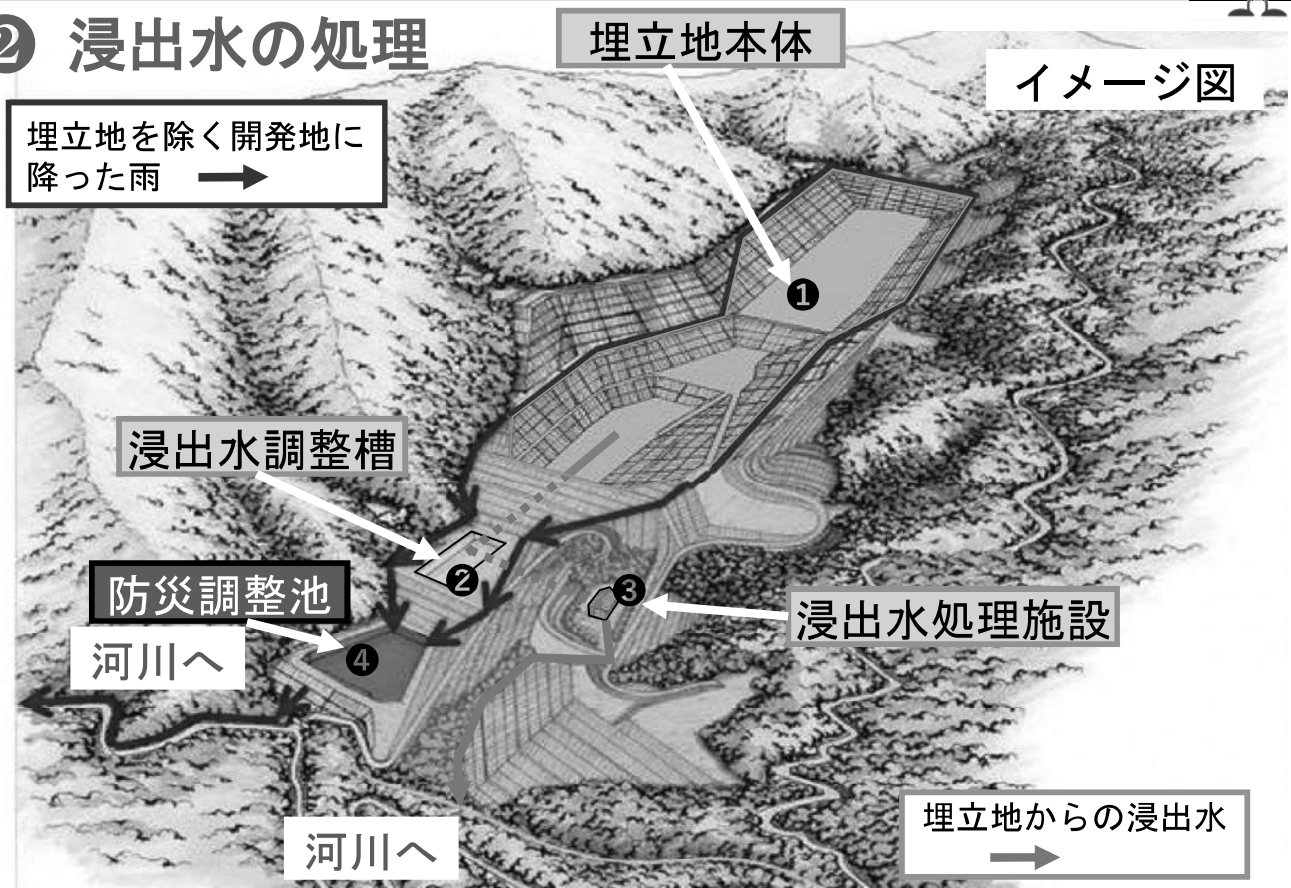 ❷ 浸出水の処理
埋立地本体
イメージ図
埋立地を除く開発地に
降った雨 →
❶
浸出水調整槽
❷
防災調整池
❸
浸出水処理施設
河川へ
❹
埋立地からの浸出水
→
河川へ